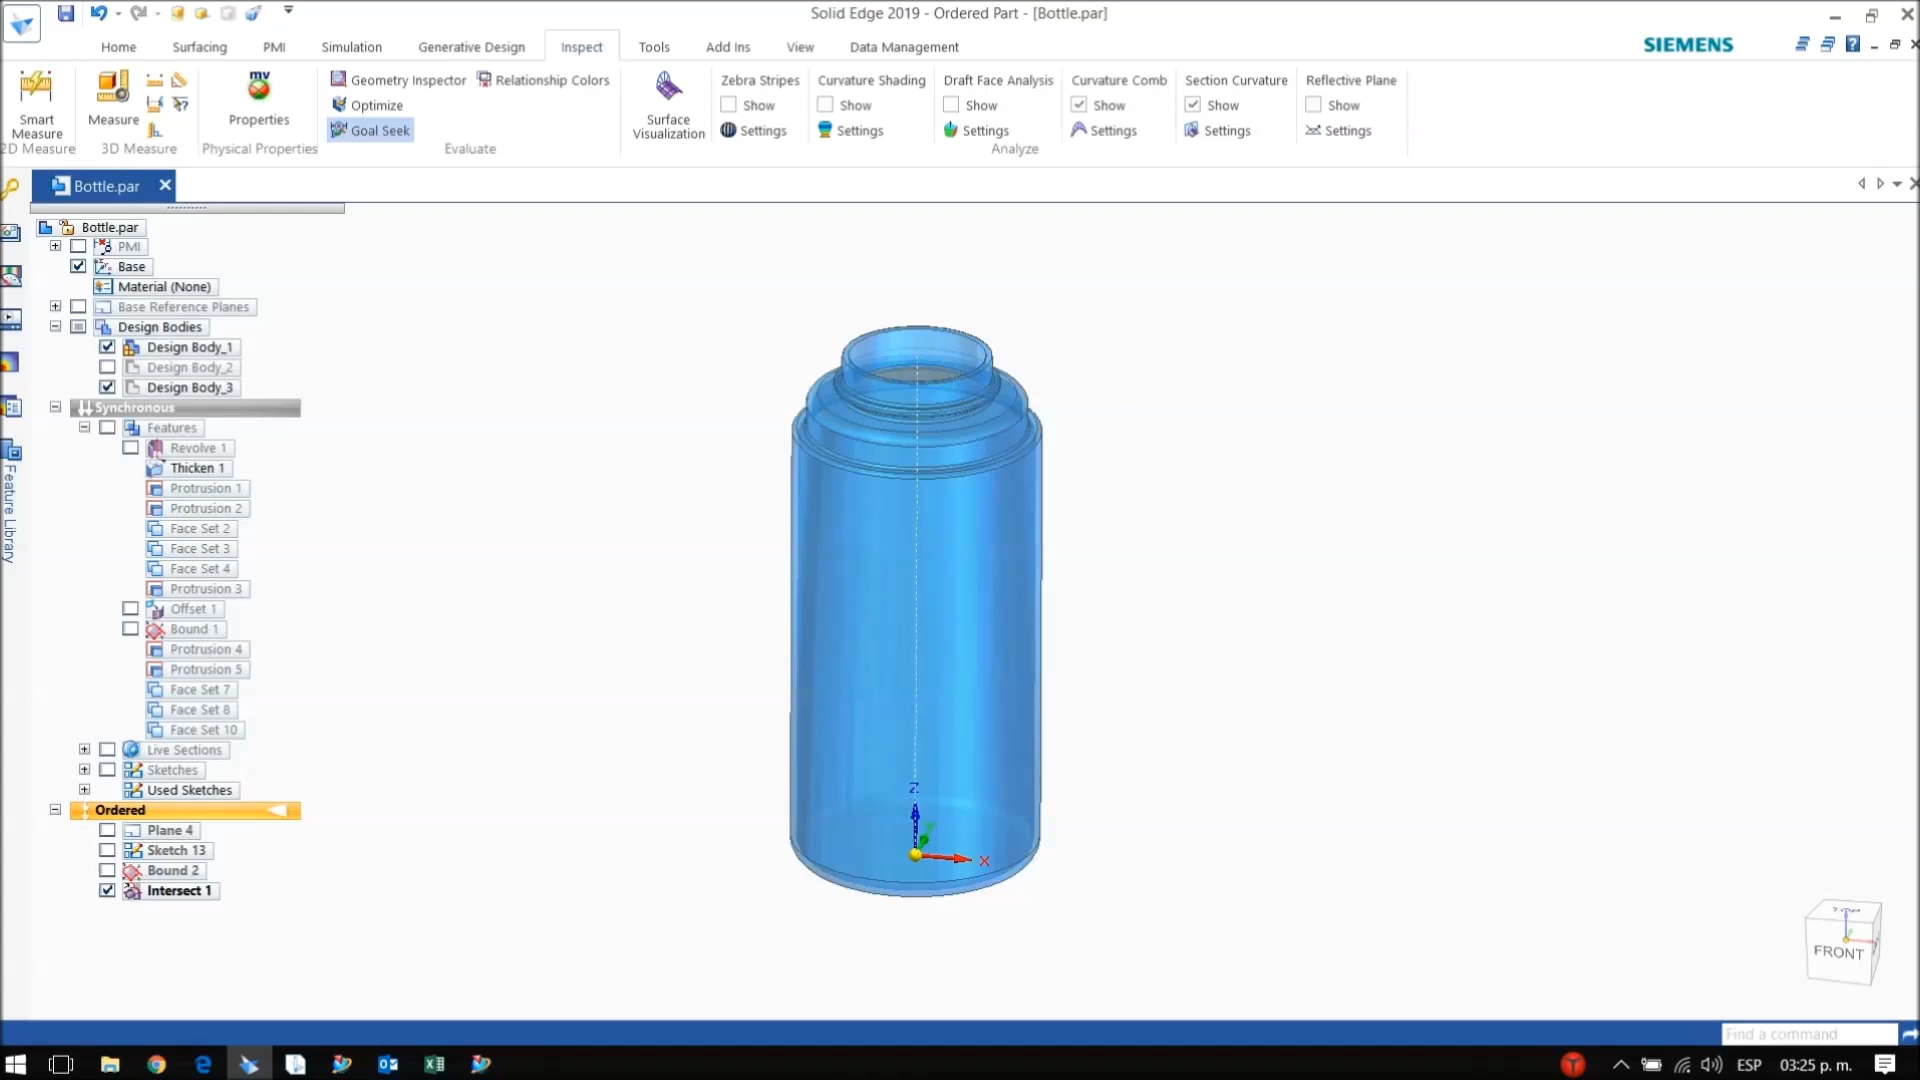 Solid Edge 2019 - Ordered Part - [Bottle.par]
Home Surfacing PMI Simulation Generative Design Inspect Tools Add Ins View Data Management
SIEMENS
Smart Measure
2D Measure
Measure
3D Measure
mv
Properties
Physical Properties
Geometry Inspector Relationship Colors
Optimize
Goal Seek
Evaluate
Surface Visualization
Zebra Stripes
Show
Settings
Curvature Shading
Show
Settings
Draft Face Analysis
Show
Settings
Analyze
Curvature Comb
Show
Settings
Section Curvature
Show
Settings
Reflective Plane
Show
Settings
Bottle.par
Bottle.par
PMI
Base
Material (None)
Base Reference Planes
Design Bodies
Design Body_1
Design Body_2
Design Body_3
Synchronous
Features
Revolve 1
Thicken 1
Protrusion 1
Protrusion 2
Face Set 2
Face Set 3
Face Set 4
Protrusion 3
Offset 1
Bound 1
Protrusion 4
Protrusion 5
Face Set 7
Face Set 8
Face Set 10
Live Sections
Sketches
Used Sketches
Ordered
Plane 4
Sketch 13
Bound 2
Intersect 1
Feature Library
Z
X
TOP
FRONT
Find a command
ESP 03:25 p. m.